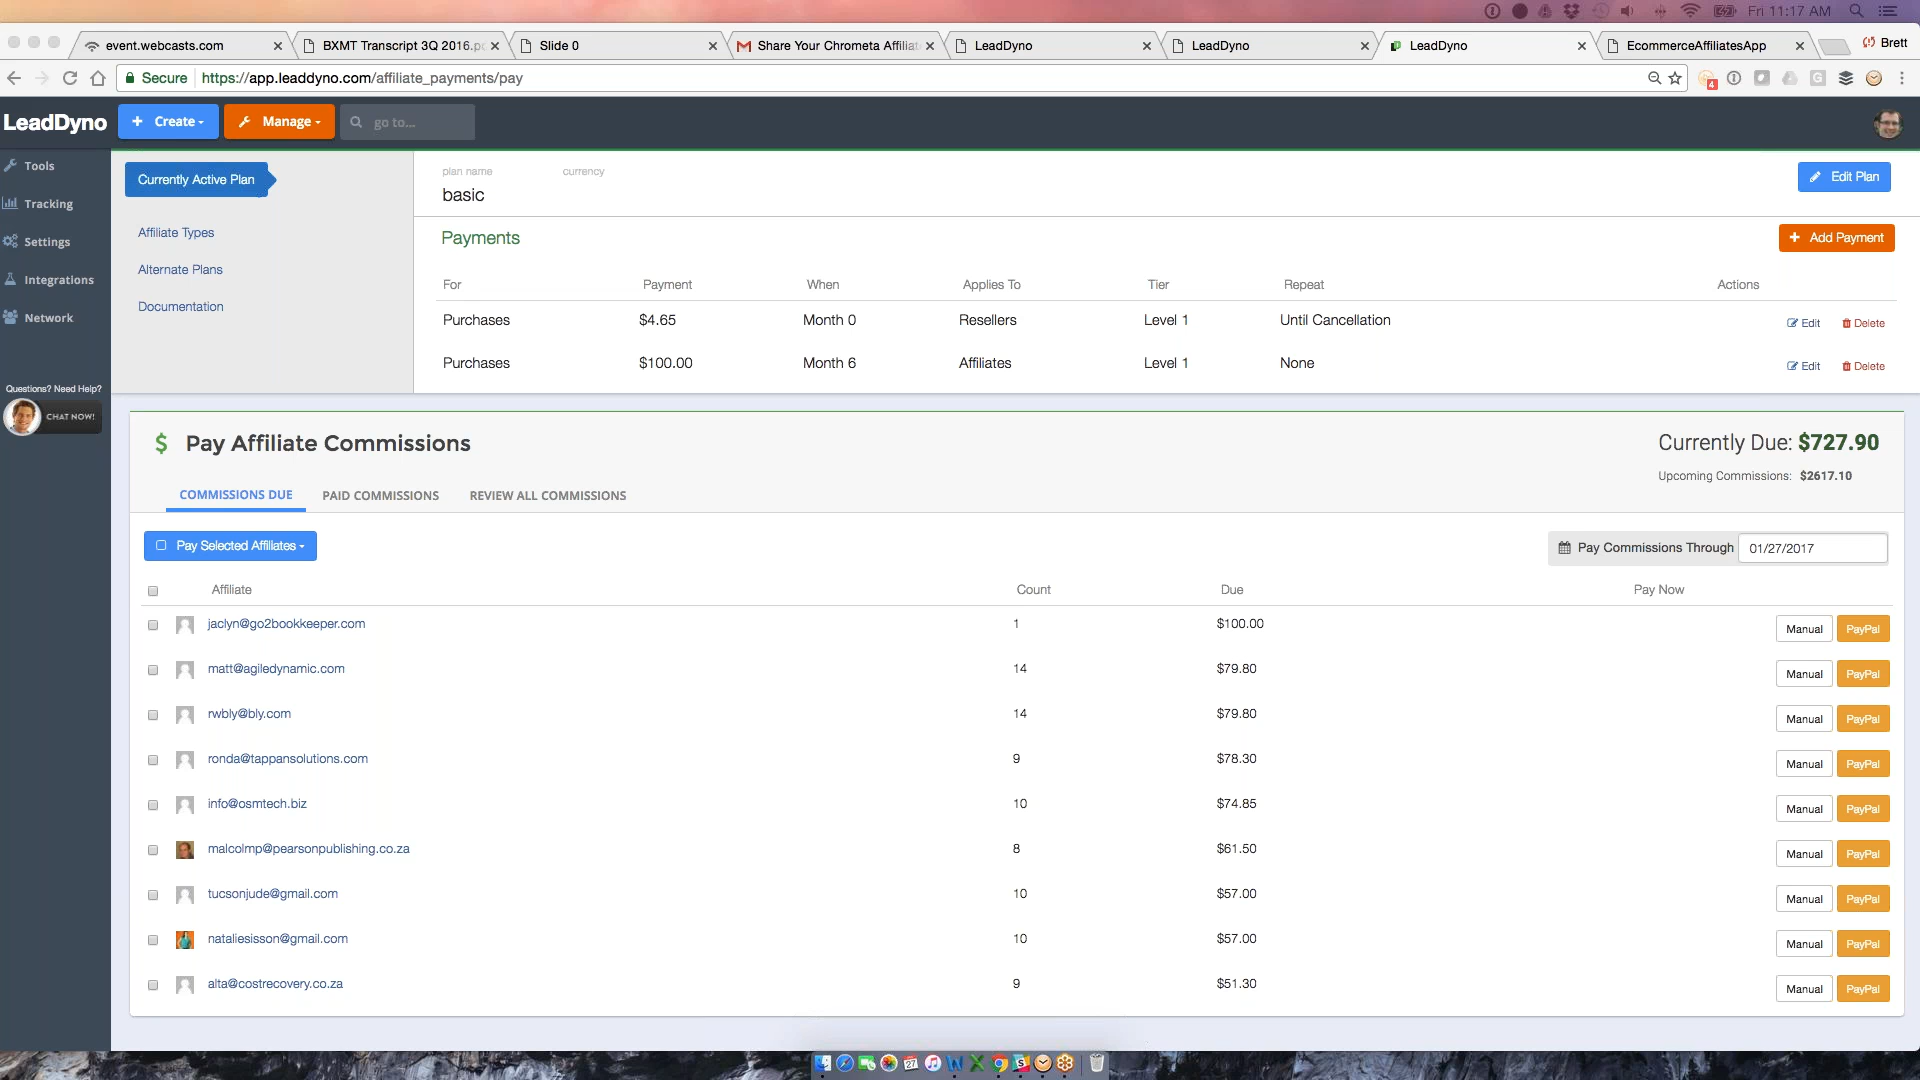 Fri 11:17 AM
event.webcasts.com
BXMT Transcript 3Q 2016.p
Slide 0
Share Your Chrometa Affilia
LeadDyno
LeadDyno
LeadDyno
EcommerceAffiliatesApp
Brett
Secure
https://app.leaddyno.com/affiliate_payments/pay
4
LeadDyno
Create
Manage
go to...
Tools
Tracking
Settings
Integrations
Network
Questions? Need Help?
CHAT NOW!
Currently Active Plan
Affiliate Types
Alternate Plans
Documentation
plan name currency
basic
Edit Plan
Payments
Add Payment
For Payment When Applies To Tier Repeat Actions
Purchases $4.65 Month 0 Resellers Level 1 Until Cancellation Edit Delete
Purchases $100.00 Month 6 Affiliates Level 1 None Edit Delete
$ Pay Affiliate Commissions
Currently Due: $727.90
Upcoming Commissions: $2617.10
COMMISSIONS DUE PAID COMMISSIONS REVIEW ALL COMMISSIONS
Pay Selected Affiliates
Pay Commissions Through 01/27/2017
Affiliate Count Due Pay Now
jaclyn@go2bookkeeper.com 1 $100.00 Manual PayPal
matt@agiledynamic.com 14 $79.80 Manual PayPal
rwbly@bly.com 14 $79.80 Manual PayPal
ronda@tappansolutions.com 9 $78.30 Manual PayPal
info@osmtech.biz 10 $74.85 Manual PayPal
malcolmp@pearsonpublishing.co.za 8 $61.50 Manual PayPal
tucsonjude@gmail.com 10 $57.00 Manual PayPal
nataliesisson@gmail.com 10 $57.00 Manual PayPal
alta@costrecovery.co.za 9 $51.30 Manual PayPal